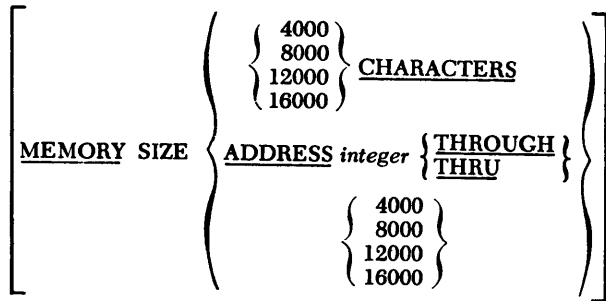 4000
8000
12000
16000
CHARACTERS
MEMORY SIZE
ADDRESS integer
THROUGH
THRU
4000
8000
12000
16000